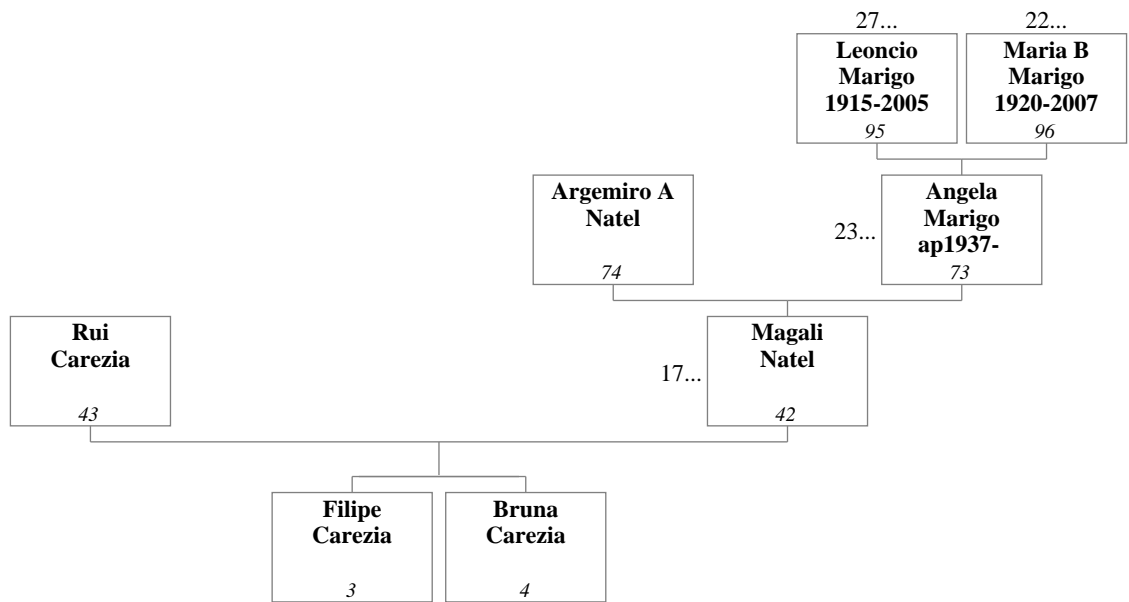 27...
22...
Leoncio
Marigo
1915-2005
95
Maria B
Marigo
1920-2007
96
Argemiro A
Natel
74
23...
Angela
Marigo
ap1937-
73
Rui
Carezia
43
17...
Magali
Natel
42
Filipe
Carezia
3
Bruna
Carezia
4